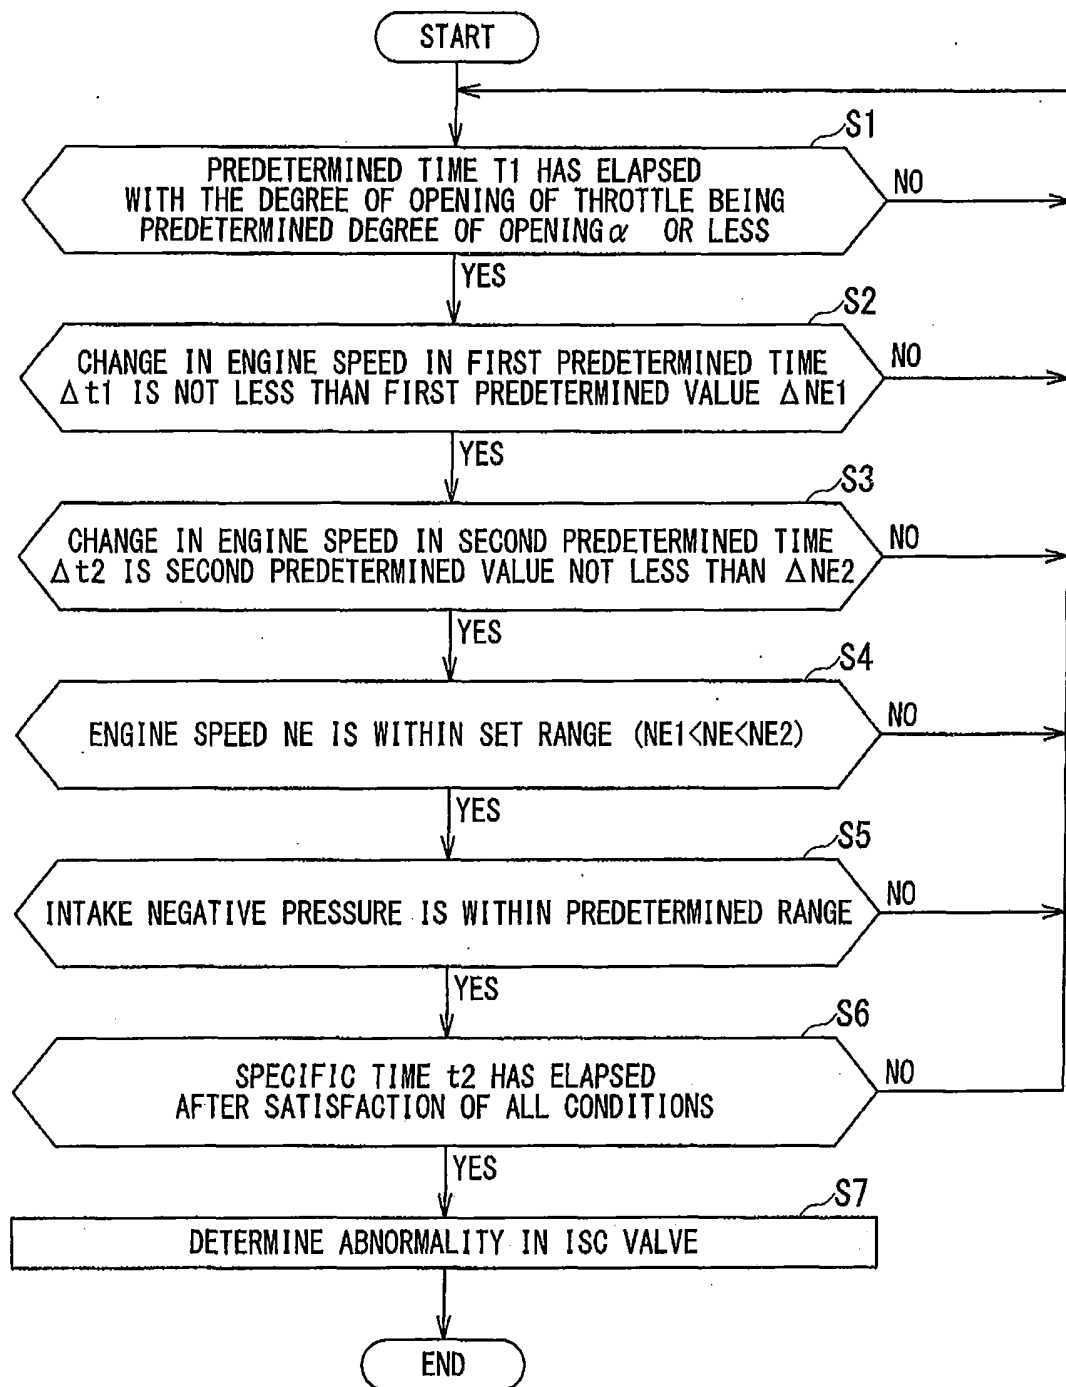 START
S1
PREDETERMINED TIME T1 HAS ELAPSED
WITH THE DEGREE OF OPENING OF THROTTLE BEING
PREDETERMINED DEGREE OF OPENING α OR LESS
NO
YES
S2
CHANGE IN ENGINE SPEED IN FIRST PREDETERMINED TIME
Δt1 IS NOT LESS THAN FIRST PREDETERMINED VALUE ΔNE1
NO
YES
S3
CHANGE IN ENGINE SPEED IN SECOND PREDETERMINED TIME
Δt2 IS SECOND PREDETERMINED VALUE NOT LESS THAN ΔNE2
NO
YES
S4
ENGINE SPEED NE IS WITHIN SET RANGE (NE1<NE<NE2)
NO
YES
S5
INTAKE NEGATIVE PRESSURE IS WITHIN PREDETERMINED RANGE
NO
YES
S6
SPECIFIC TIME t2 HAS ELAPSED
AFTER SATISFACTION OF ALL CONDITIONS
NO
YES
S7
DETERMINE ABNORMALITY IN ISC VALVE
END